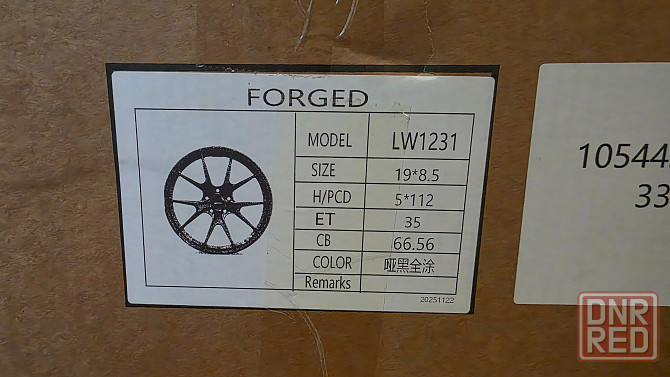 FORGED
MODEL LW1231
SIZE 19*8.5
H/PCD 5*112
ET 35
CB 66.56
COLOR 哑黑全涂
Remarks
20251122
10544
33
DNR
RED